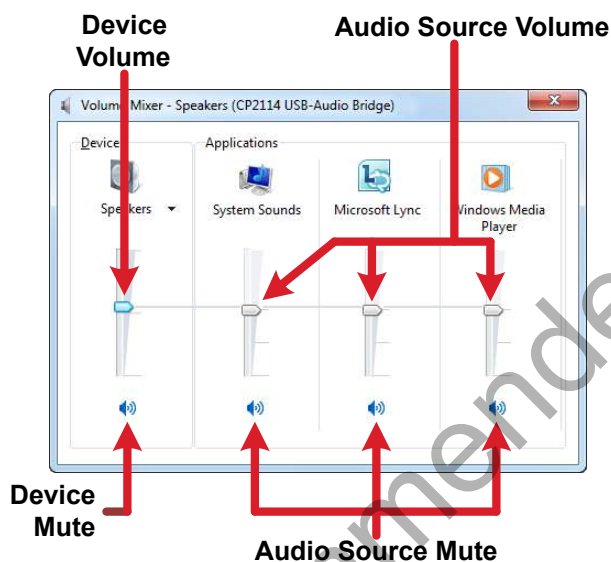 Device
Volume
Audio Source Volume
Volume Mixer - Speakers (CP2114 USB-Audio Bridge)
Device
Applications
Speakers
System Sounds
Microsoft Lync
Windows Media
Player
Device
Mute
Audio Source Mute